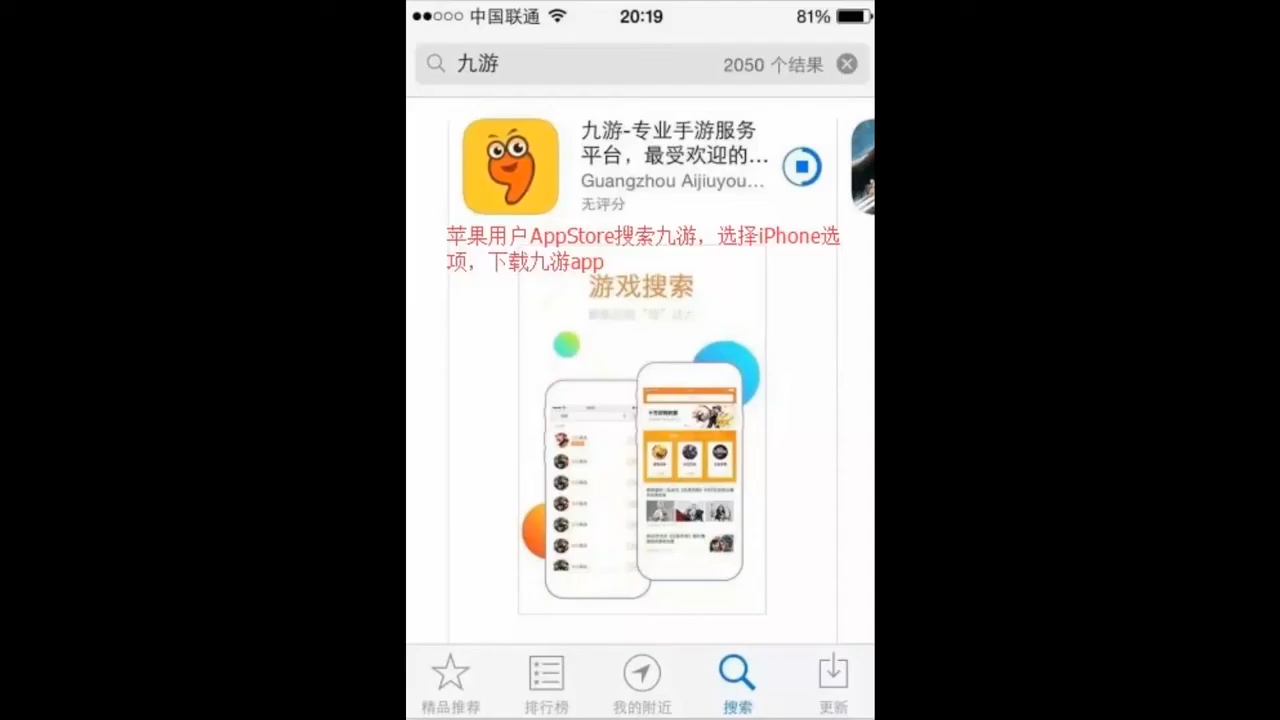 中国联通
20:19
81%
九游
2050 个结果
九游-专业手游服务
平台，最受欢迎的...
Guangzhou Aijiuyou...
无评分
苹果用户AppStore搜索九游，选择iPhone选
项，下载九游app
游戏搜索
精品推荐
排行榜
我的附近
搜索
更新